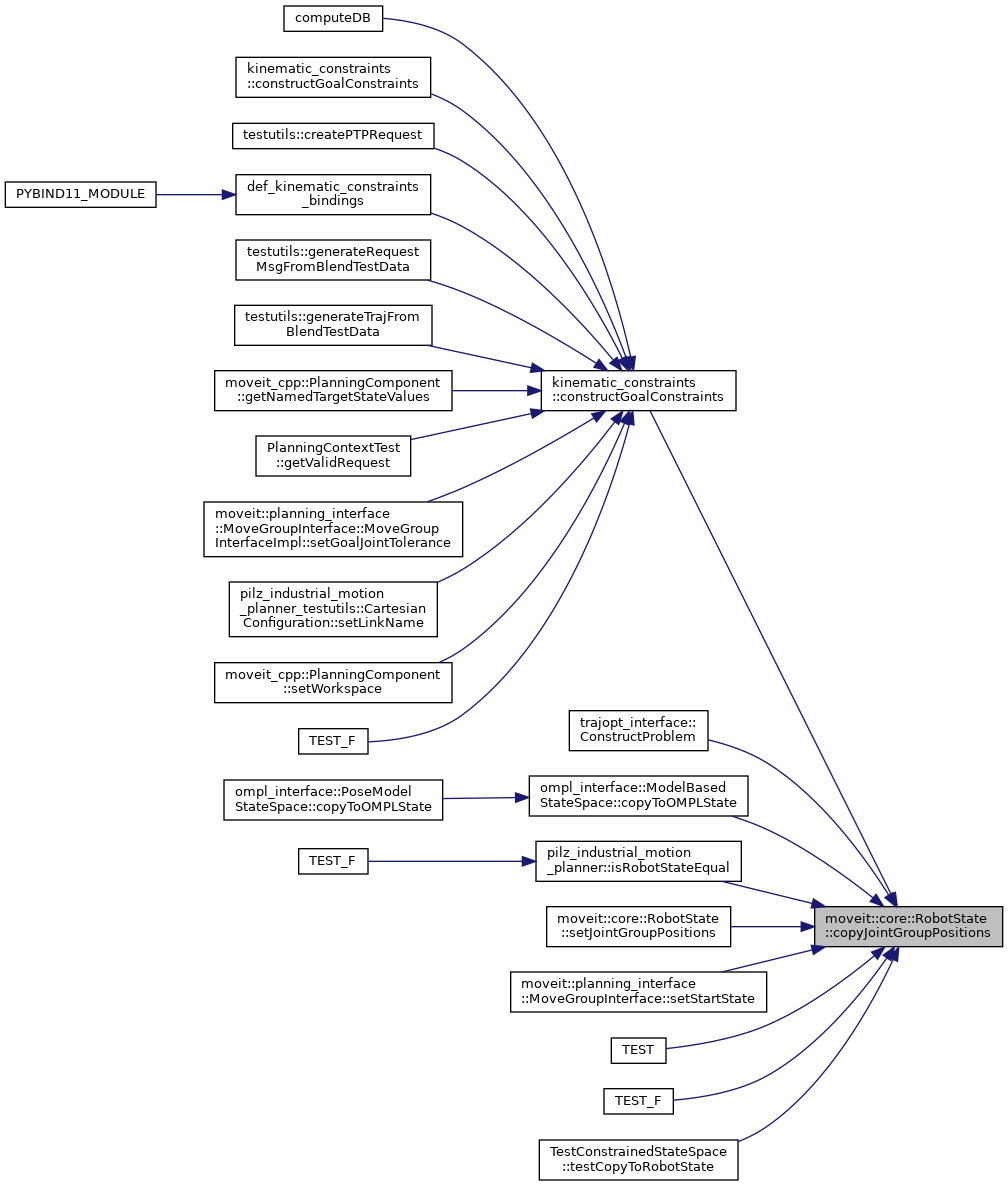 computeDB
kinematic_constraints
::constructGoalConstraints
testutils::createPTPRequest
PYBIND11_MODULE
def_kinematic_constraints
_bindings
testutils::generateRequest
MsgFromBlendTestData
testutils::generateTrajFrom
BlendTestData
moveit_cpp::PlanningComponent
::getNamedTargetStateValues
kinematic_constraints
::constructGoalConstraints
PlanningContextTest
::getValidRequest
moveit::planning_interface
::MoveGroupInterface::MoveGroup
InterfaceImpl::setGoalJointTolerance
pilz_industrial_motion
_planner_testutils::Cartesian
Configuration::setLinkName
moveit_cpp::PlanningComponent
::setWorkspace
TEST_F
trajopt_interface::
ConstructProblem
ompl_interface::PoseModel
StateSpace::copyToOMPLState
ompl_interface::ModelBased
StateSpace::copyToOMPLState
TEST_F
pilz_industrial_motion
_planner::isRobotStateEqual
moveit::core::RobotState
::setJointGroupPositions
moveit::core::RobotState
::copyJointGroupPositions
moveit::planning_interface
::MoveGroupInterface::setStartState
TEST
TEST_F
TestConstrainedStateSpace
::testCopyToRobotState